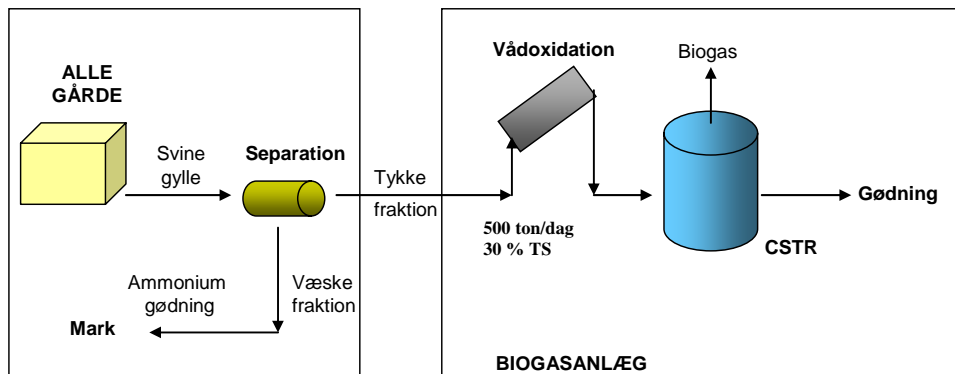 ALLE
GÅRDE
Svine
gylle
Separation
Tykke
fraktion
Ammonium
gødning
Væske
fraktion
Mark
Vådoxidation
Biogas
500 ton/dag
30 % TS
Gødning
CSTR
BIOGASANLÆG